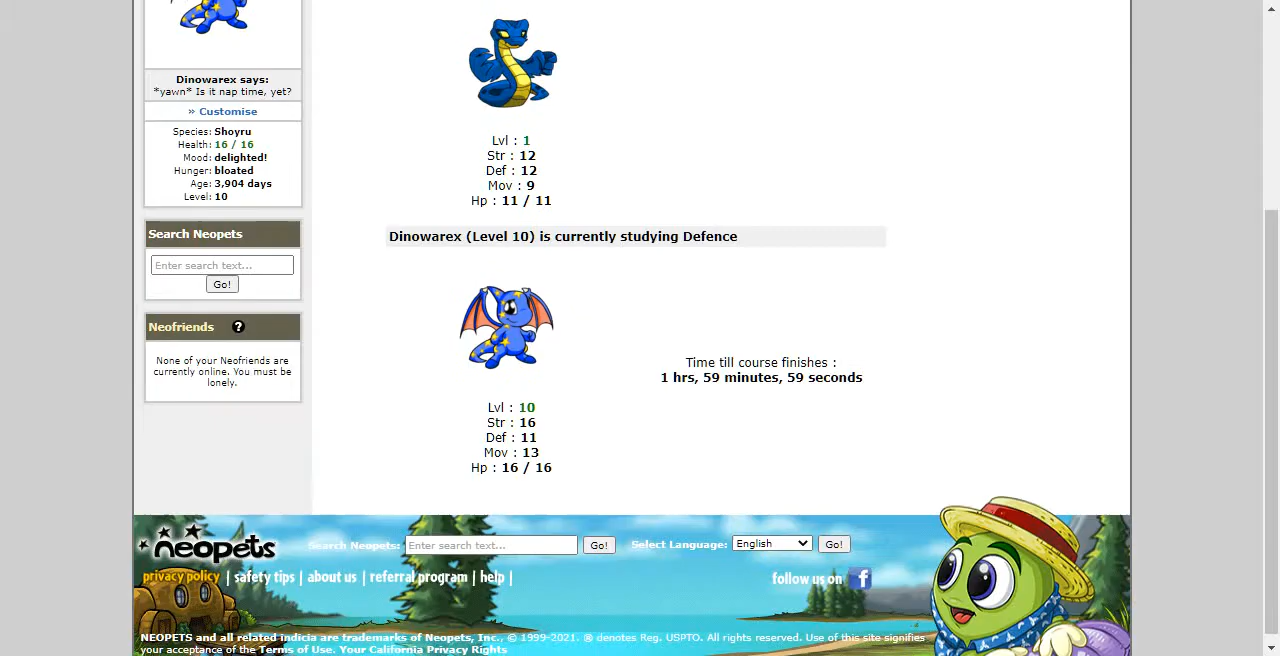 Dinowarex says:
*yawn* Is it nap time, yet?
» Customise
Species: Shoyru
Health: 16 / 16
Mood: delighted!
Hunger: bloated
Age: 3,904 days
Level: 10
Search Neopets
Enter search text...
Go!
Neofriends ?
None of your Neofriends are
currently online. You must be
lonely.
Lvl : 1
Str : 12
Def : 12
Mov : 9
Hp : 11 / 11
Dinowarex (Level 10) is currently studying Defence
Time till course finishes :
1 hrs, 59 minutes, 59 seconds
Lvl : 10
Str : 16
Def : 11
Mov : 13
Hp : 16 / 16
neopets
Search Neopets: Enter search text... Go! Select Language: English Go!
privacy policy | safety tips | about us | referral program | help |
follow us on f
NEOPETS and all related indicia are trademarks of Neopets, Inc., © 1999-2021. ® denotes Reg. USPTO. All rights reserved. Use of this site signifies
your acceptance of the Terms of Use. Your California Privacy Rights